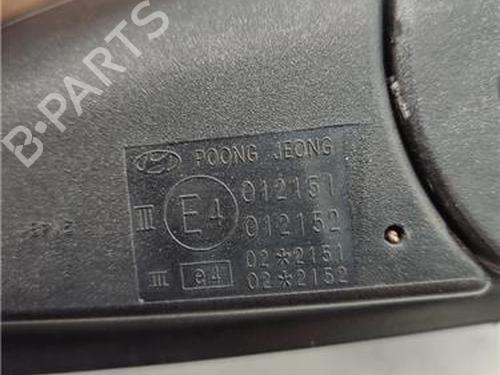 B-PARTS
POONG JEONG
III E4 012151
012152
III e4 02*2151
02*2152